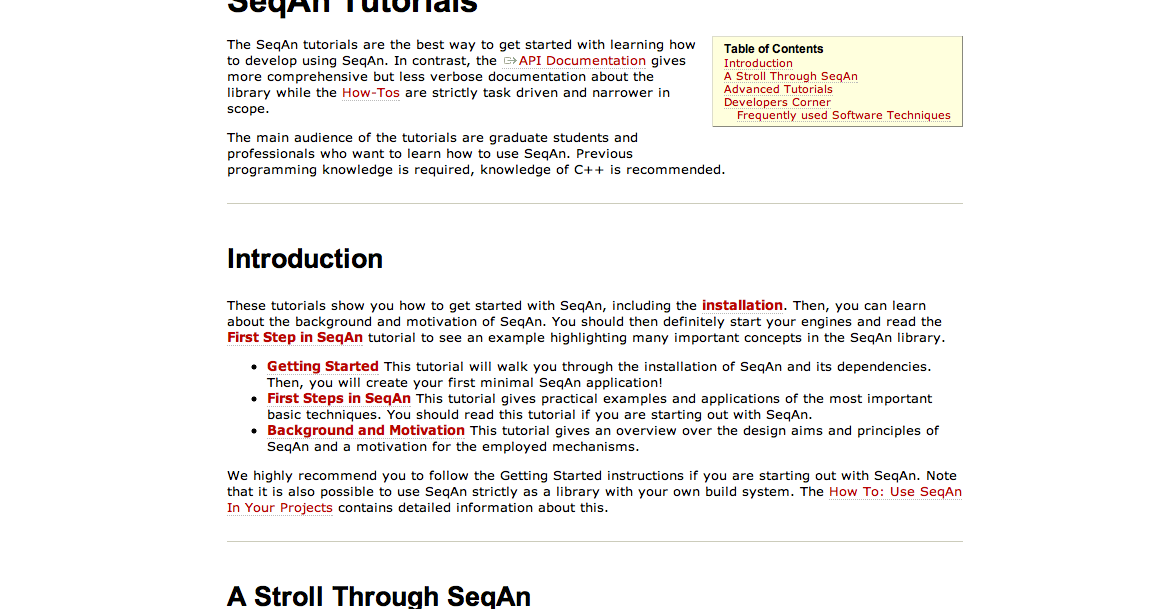 SeqAn Tutorials
The SeqAn tutorials are the best way to get started with learning how
to develop using SeqAn. In contrast, the API Documentation gives
more comprehensive but less verbose documentation about the
library while the How-Tos are strictly task driven and narrower in
scope.
Table of Contents
Introduction
A Stroll Through SeqAn
Advanced Tutorials
Developers Corner
Frequently used Software Techniques
The main audience of the tutorials are graduate students and
professionals who want to learn how to use SeqAn. Previous
programming knowledge is required, knowledge of C++ is recommended.
Introduction
These tutorials show you how to get started with SeqAn, including the installation. Then, you can learn
about the background and motivation of SeqAn. You should then definitely start your engines and read the
First Step in SeqAn tutorial to see an example highlighting many important concepts in the SeqAn library.
• Getting Started This tutorial will walk you through the installation of SeqAn and its dependencies.
Then, you will create your first minimal SeqAn application!
• First Steps in SeqAn This tutorial gives practical examples and applications of the most important
basic techniques. You should read this tutorial if you are starting out with SeqAn.
• Background and Motivation This tutorial gives an overview over the design aims and principles of
SeqAn and a motivation for the employed mechanisms.
We highly recommend you to follow the Getting Started instructions if you are starting out with SeqAn. Note
that it is also possible to use SeqAn strictly as a library with your own build system. The How To: Use SeqAn
In Your Projects contains detailed information about this.
A Stroll Through SeqAn